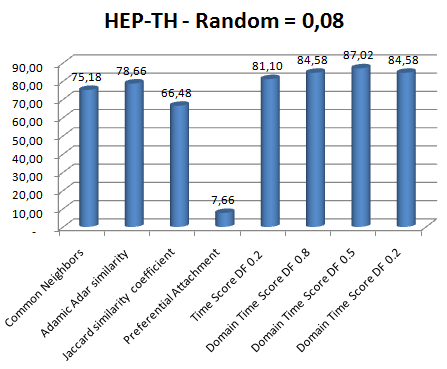 HEP-TH - Random = 0,08
90,00
80,00
70,00
60,00
50,00
40,00
30,00
20,00
10,00
-
75,18
78,66
66,48
7,66
81,10
84,58
87,02
84,58
Common Neighbors
Adamic Adar similarity
Jaccard similarity coefficient
Preferential Attachment
Time Score DF 0.2
Domain Time Score DF 0.8
Domain Time Score DF 0.5
Domain Time Score DF 0.2